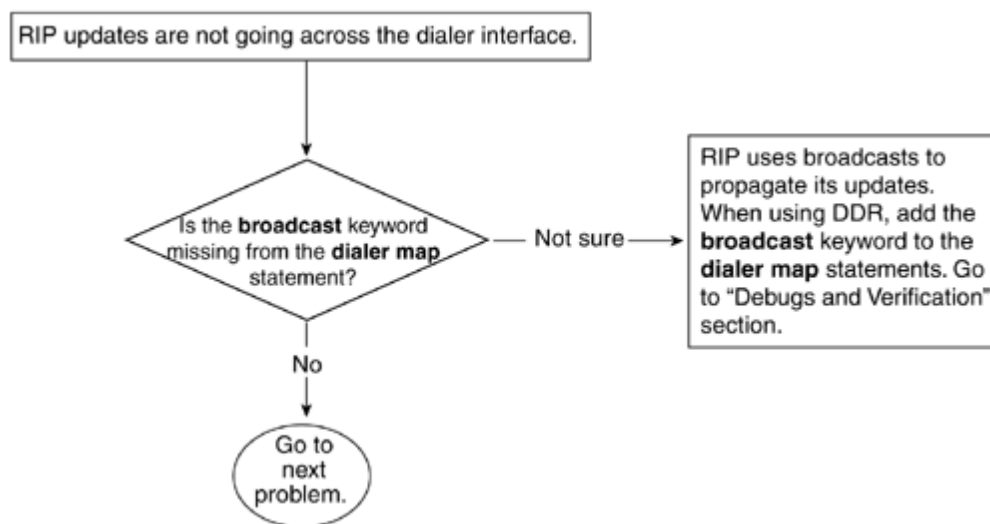 RIP updates are not going across the dialer interface.
Is the broadcast keyword
missing from the dialer map
statement?
Not sure
RIP uses broadcasts to
propagate its updates.
When using DDR, add the
broadcast keyword to the
dialer map statements. Go
to “Debugs and Verification”
section.
No
Go to
next
problem.